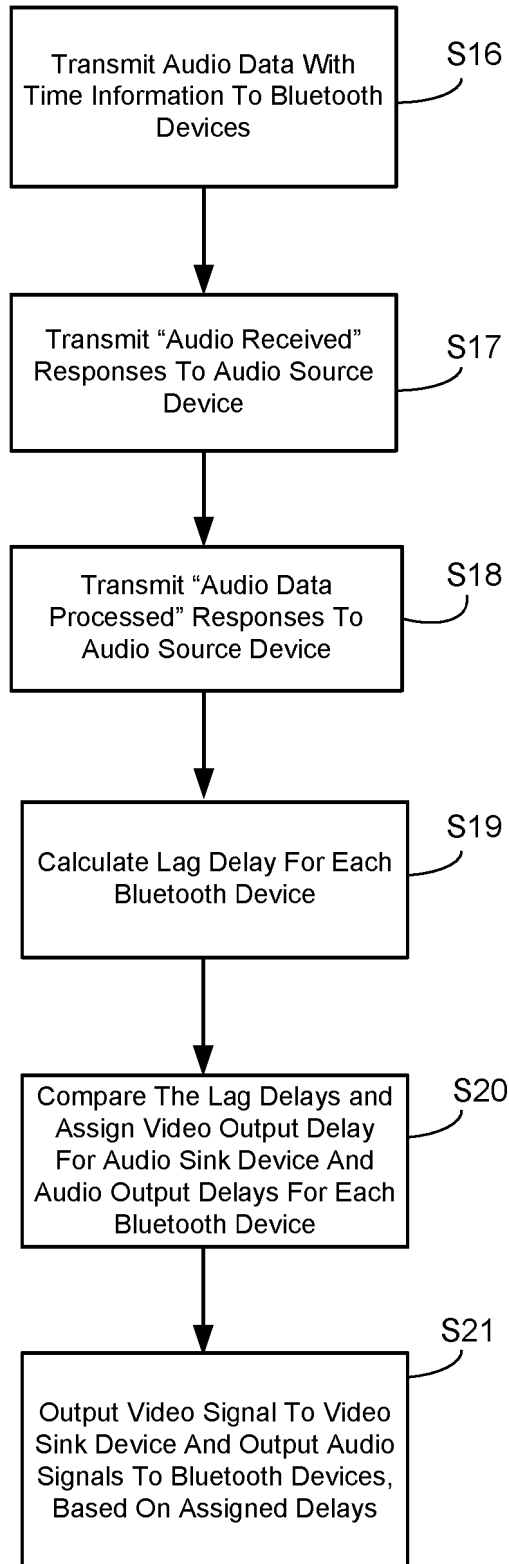 Transmit Audio Data With
Time Information To Bluetooth
Devices
S16
Transmit “Audio Received”
Responses To Audio Source
Device
S17
Transmit “Audio Data
Processed” Responses To
Audio Source Device
S18
Calculate Lag Delay For Each
Bluetooth Device
S19
Compare The Lag Delays and
Assign Video Output Delay
For Audio Sink Device And
Audio Output Delays For Each
Bluetooth Device
S20
Output Video Signal To Video
Sink Device And Output Audio
Signals To Bluetooth Devices,
Based On Assigned Delays
S21